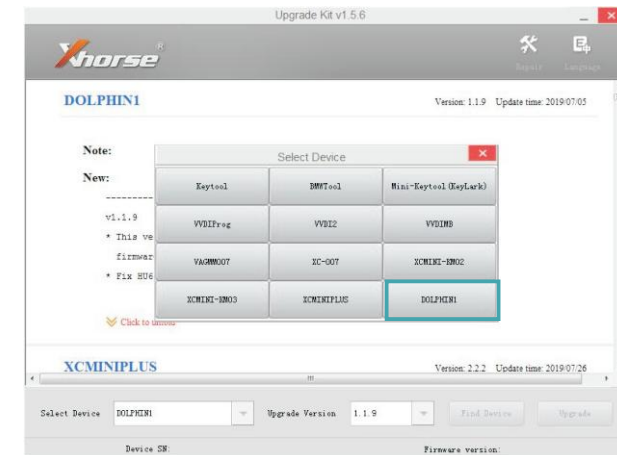 Upgrade Kit v1.5.6
Xhorse®
Repair Language
DOLPHIN1 Version: 1.1.9 Update time: 2019/07/05
Note:
New:
----------
v1.1.9
* This ve
firmwar
* Fix HU6
Click to
Select Device
Keytool BMWTool Mini-Keytool (KeyLark)
VVDIProg VVDI2 VVDIMB
VAGMM007 XC-007 XCMINI-KM02
XCMINI-KM03 XCMINIPLUS DOLPHIN1
XCMINIPLUS Version: 2.2.2 Update time: 2019/07/26
Select Device DOLPHIN1 Upgrade Version 1.1.9 Find Device Upgrade
Device SN: Firmware version: